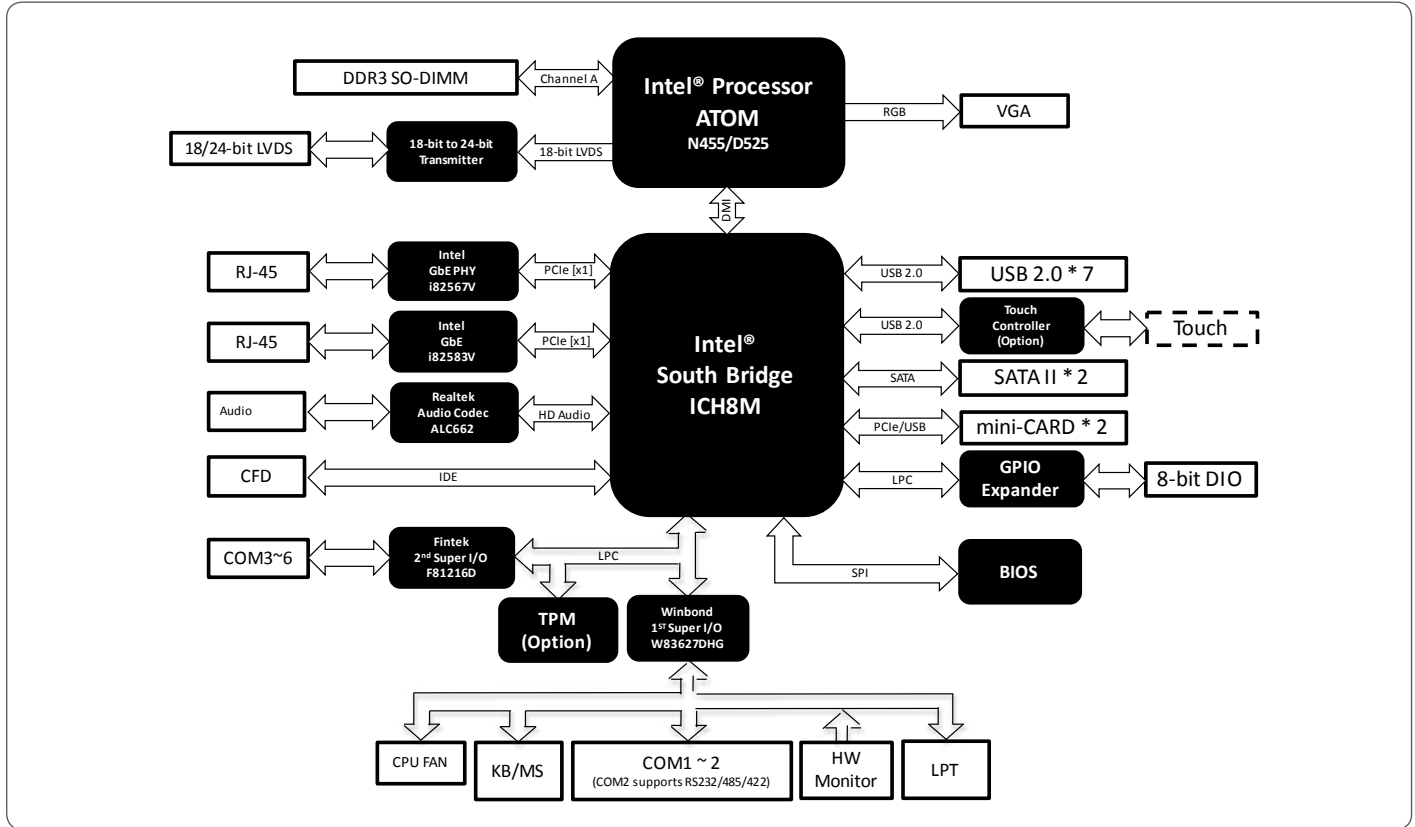 DDR3 SO-DIMM
Channel A
Intel® Processor
ATOM
N455/D525
RGB
VGA
18/24-bit LVDS
18-bit to 24-bit
Transmitter
18-bit LVDS
DMI
RJ-45
Intel
GbE PHY
i82567V
PCIe [x1]
RJ-45
Intel
GbE
i82583V
PCIe [x1]
Audio
Realtek
Audio Codec
ALC662
HD Audio
CFD
IDE
Intel®
South Bridge
ICH8M
USB 2.0
USB 2.0 * 7
USB 2.0
Touch
Controller
(Option)
Touch
SATA
SATA II * 2
PCIe/USB
mini-CARD * 2
LPC
GPIO
Expander
8-bit DIO
COM3~6
Fintek
2nd Super I/O
F81216D
LPC
SPI
BIOS
TPM
(Option)
Winbond
1ST Super I/O
W83627DHG
CPU FAN
KB/MS
COM1 ~ 2
(COM2 supports RS232/485/422)
HW
Monitor
LPT